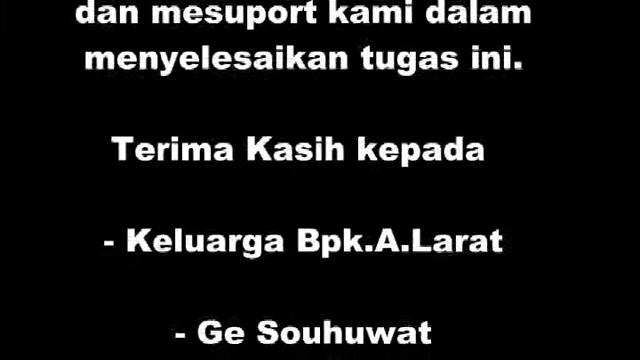 dan mesuport kami dalam
menyelesaikan tugas ini.
Terima Kasih kepada
- Keluarga Bpk.A.Larat
- Ge Souhuwat